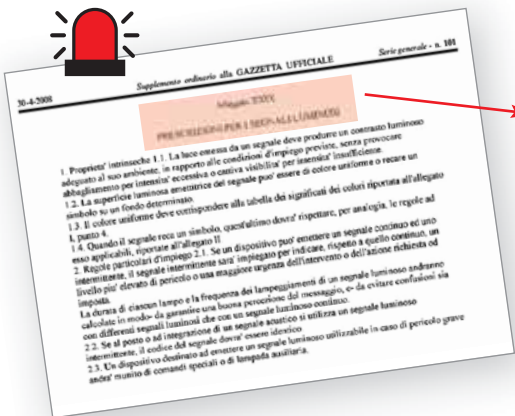 30-4-2008 Supplemento ordinario alla GAZZETTA UFFICIALE Serie generale - n. 101
Allegato XXIX
PRESCRIZIONI PER I SEGNALI LUMINOSI
1. Proprieta' intrinseche 1.1. La luce emessa da un segnale deve produrre un contrasto luminoso
adeguato al suo ambiente, in rapporto alle condizioni d'impiego previste, senza provocare
abbagliamento per intensita' eccessiva o cattiva visibilita' per intensita' insufficiente.
1.2. La superficie luminosa emettitrice del segnale puo' essere di colore uniforme o recare un
simbolo su un fondo determinato.
1.3. Il colore uniforme deve corrispondere alla tabella dei significati dei colori riportata all'allegato
I, punto 4.
1.4. Quando il segnale reca un simbolo, quest'ultimo dovra' rispettare, per analogia, le regole ad
esso applicabili, riportate all'allegato II
2. Regole particolari d'impiego 2.1. Se un dispositivo puo' emettere un segnale continuo ed uno
intermittente, il segnale intermittente sara' impiegato per indicare, rispetto a quello continuo, un
livello piu' elevato di pericolo o una maggiore urgenza dell'intervento o dell'azione richiesta od
imposta.
La durata di ciascun lampo e la frequenza dei lampeggiamenti di un segnale luminoso andranno
calcolate in modo- da garantire una buona percezione del messaggio, e- da evitare confusioni sia
con differenti segnali luminosi che con un segnale luminoso continuo.
2.2. Se al posto o ad integrazione di un segnale acustico si utilizza un segnale luminoso
intermittente, il codice del segnale dovra' essere identico.
2.3. Un dispositivo destinato ad emettere un segnale luminoso utilizzabile in caso di pericolo grave
andra' munito di comandi speciali o di lampada ausiliaria.